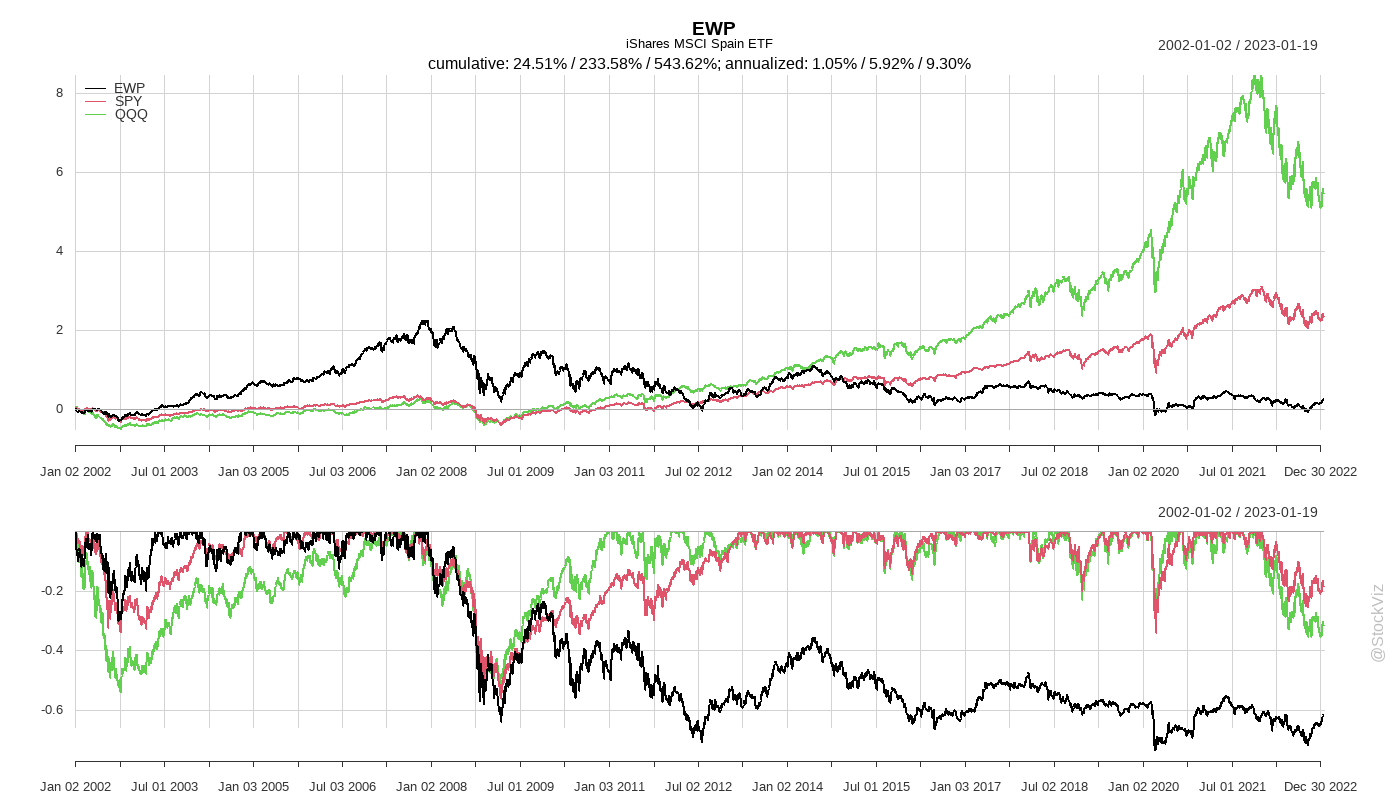 EWP
iShares MSCI Spain ETF
2002-01-02 / 2023-01-19
cumulative: 24.51% / 233.58% / 543.62%; annualized: 1.05% / 5.92% / 9.30%
EWP
SPY
QQQ
8
6
4
2
0
Jan 02 2002 Jul 01 2003 Jan 03 2005 Jul 03 2006 Jan 02 2008 Jul 01 2009 Jan 03 2011 Jul 02 2012 Jan 02 2014 Jul 01 2015 Jan 03 2017 Jul 02 2018 Jan 02 2020 Jul 01 2021 Dec 30 2022
2002-01-02 / 2023-01-19
-0.2
-0.4
-0.6
Jan 02 2002 Jul 01 2003 Jan 03 2005 Jul 03 2006 Jan 02 2008 Jul 01 2009 Jan 03 2011 Jul 02 2012 Jan 02 2014 Jul 01 2015 Jan 03 2017 Jul 02 2018 Jan 02 2020 Jul 01 2021 Dec 30 2022
@StockViz